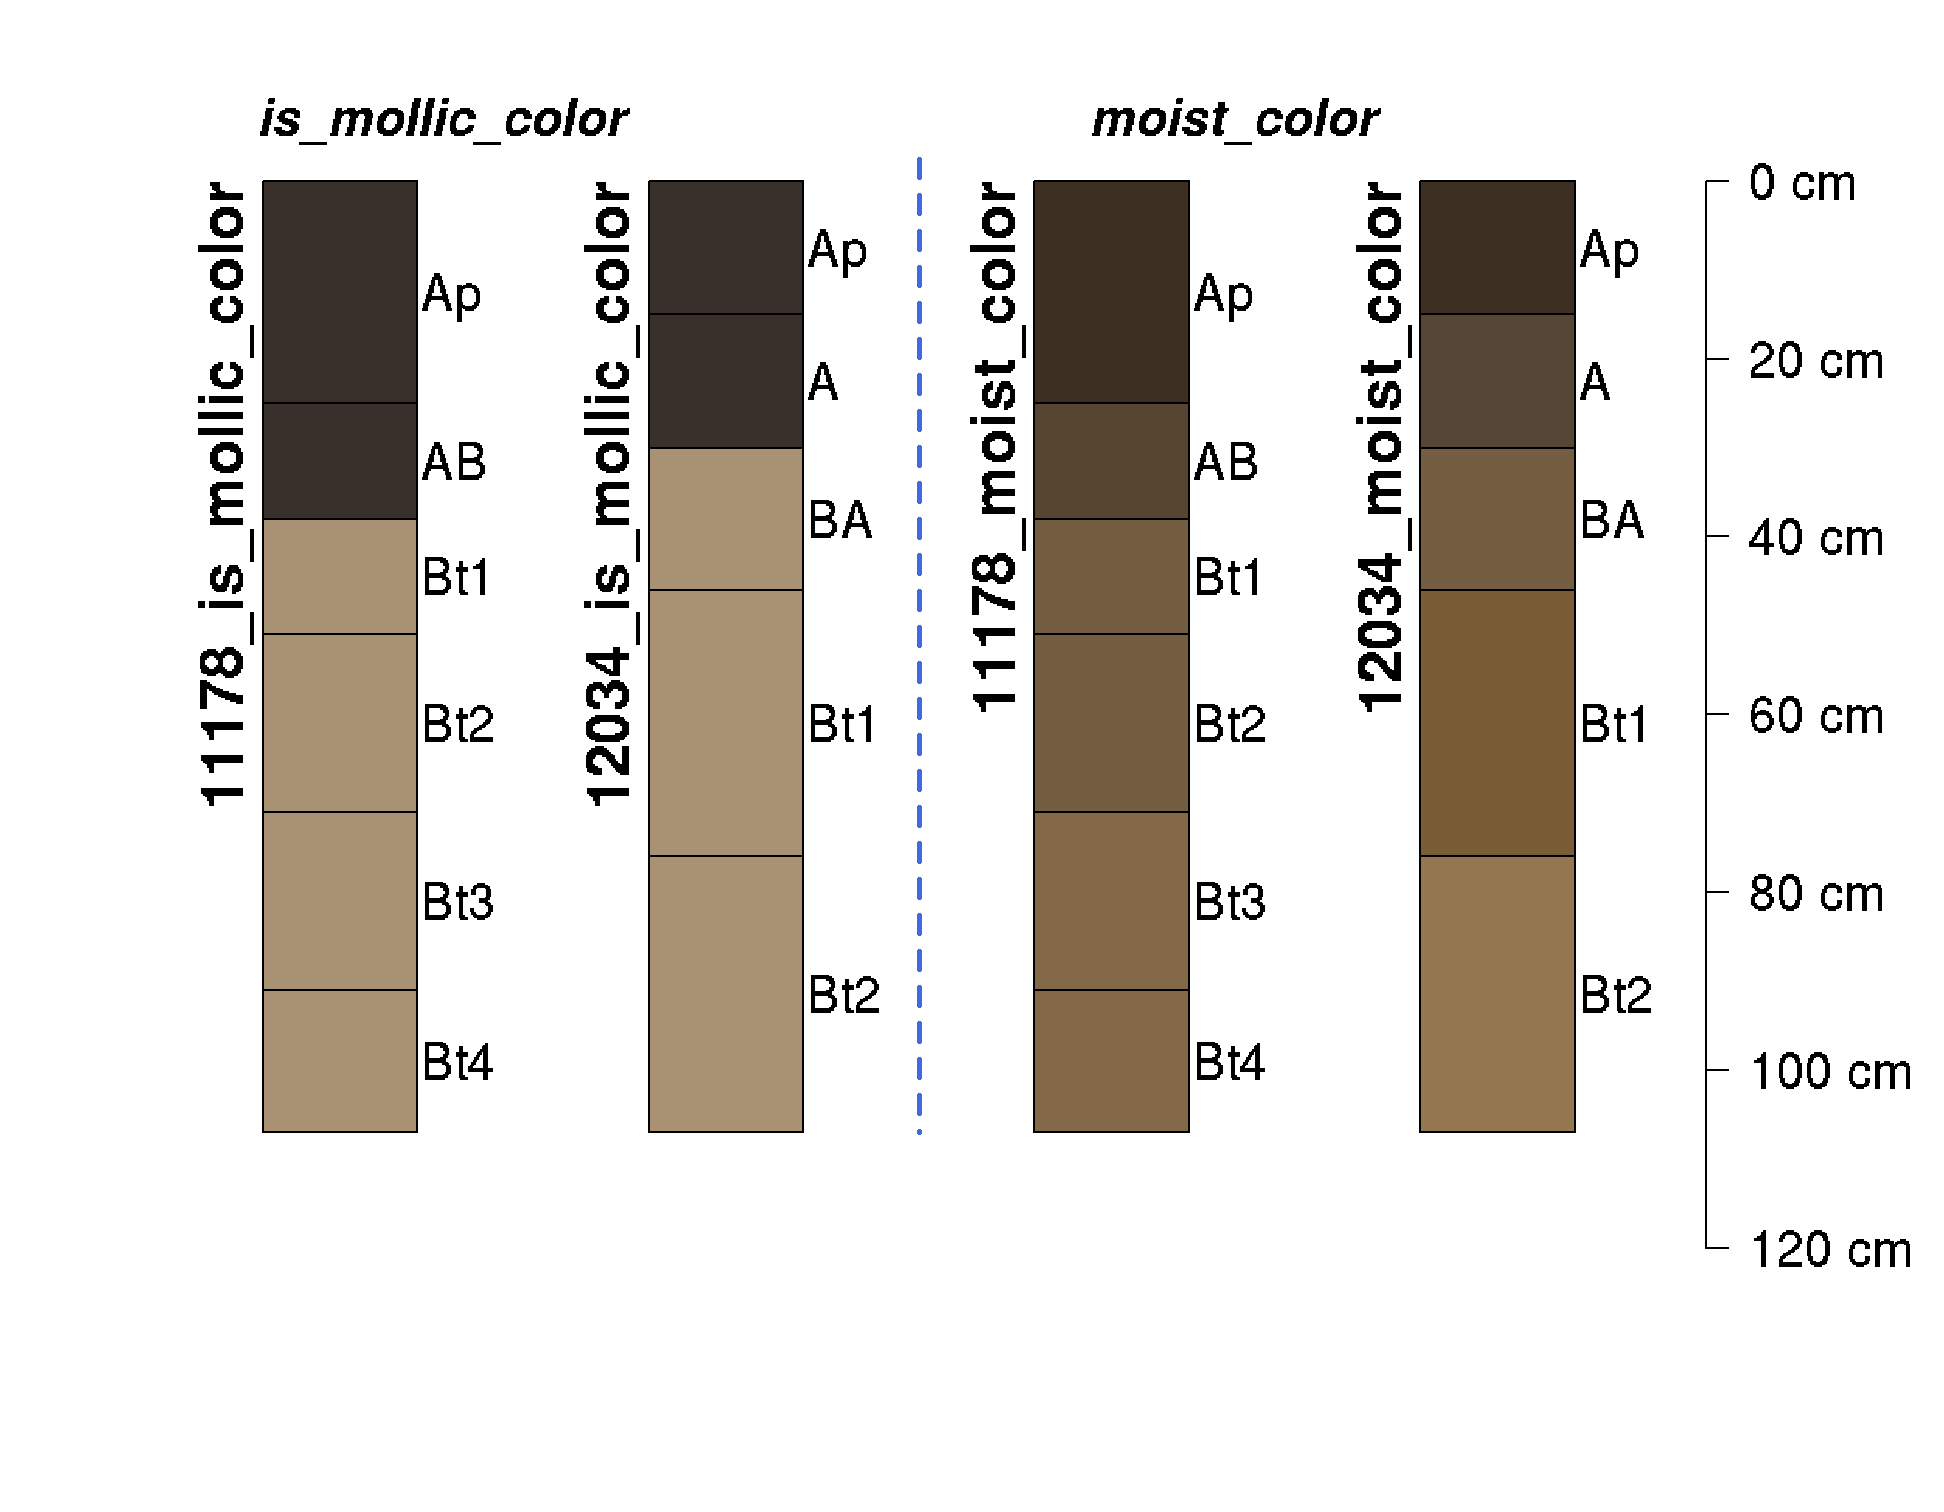 is_mollic_color
moist_color
11178_is_mollic_color
Ap
AB
Bt1
Bt2
Bt3
Bt4
12034_is_mollic_color
Ap
A
BA
Bt1
Bt2
11178_moist_color
Ap
AB
Bt1
Bt2
Bt3
Bt4
12034_moist_color
Ap
A
BA
Bt1
Bt2
0 cm
20 cm
40 cm
60 cm
80 cm
100 cm
120 cm